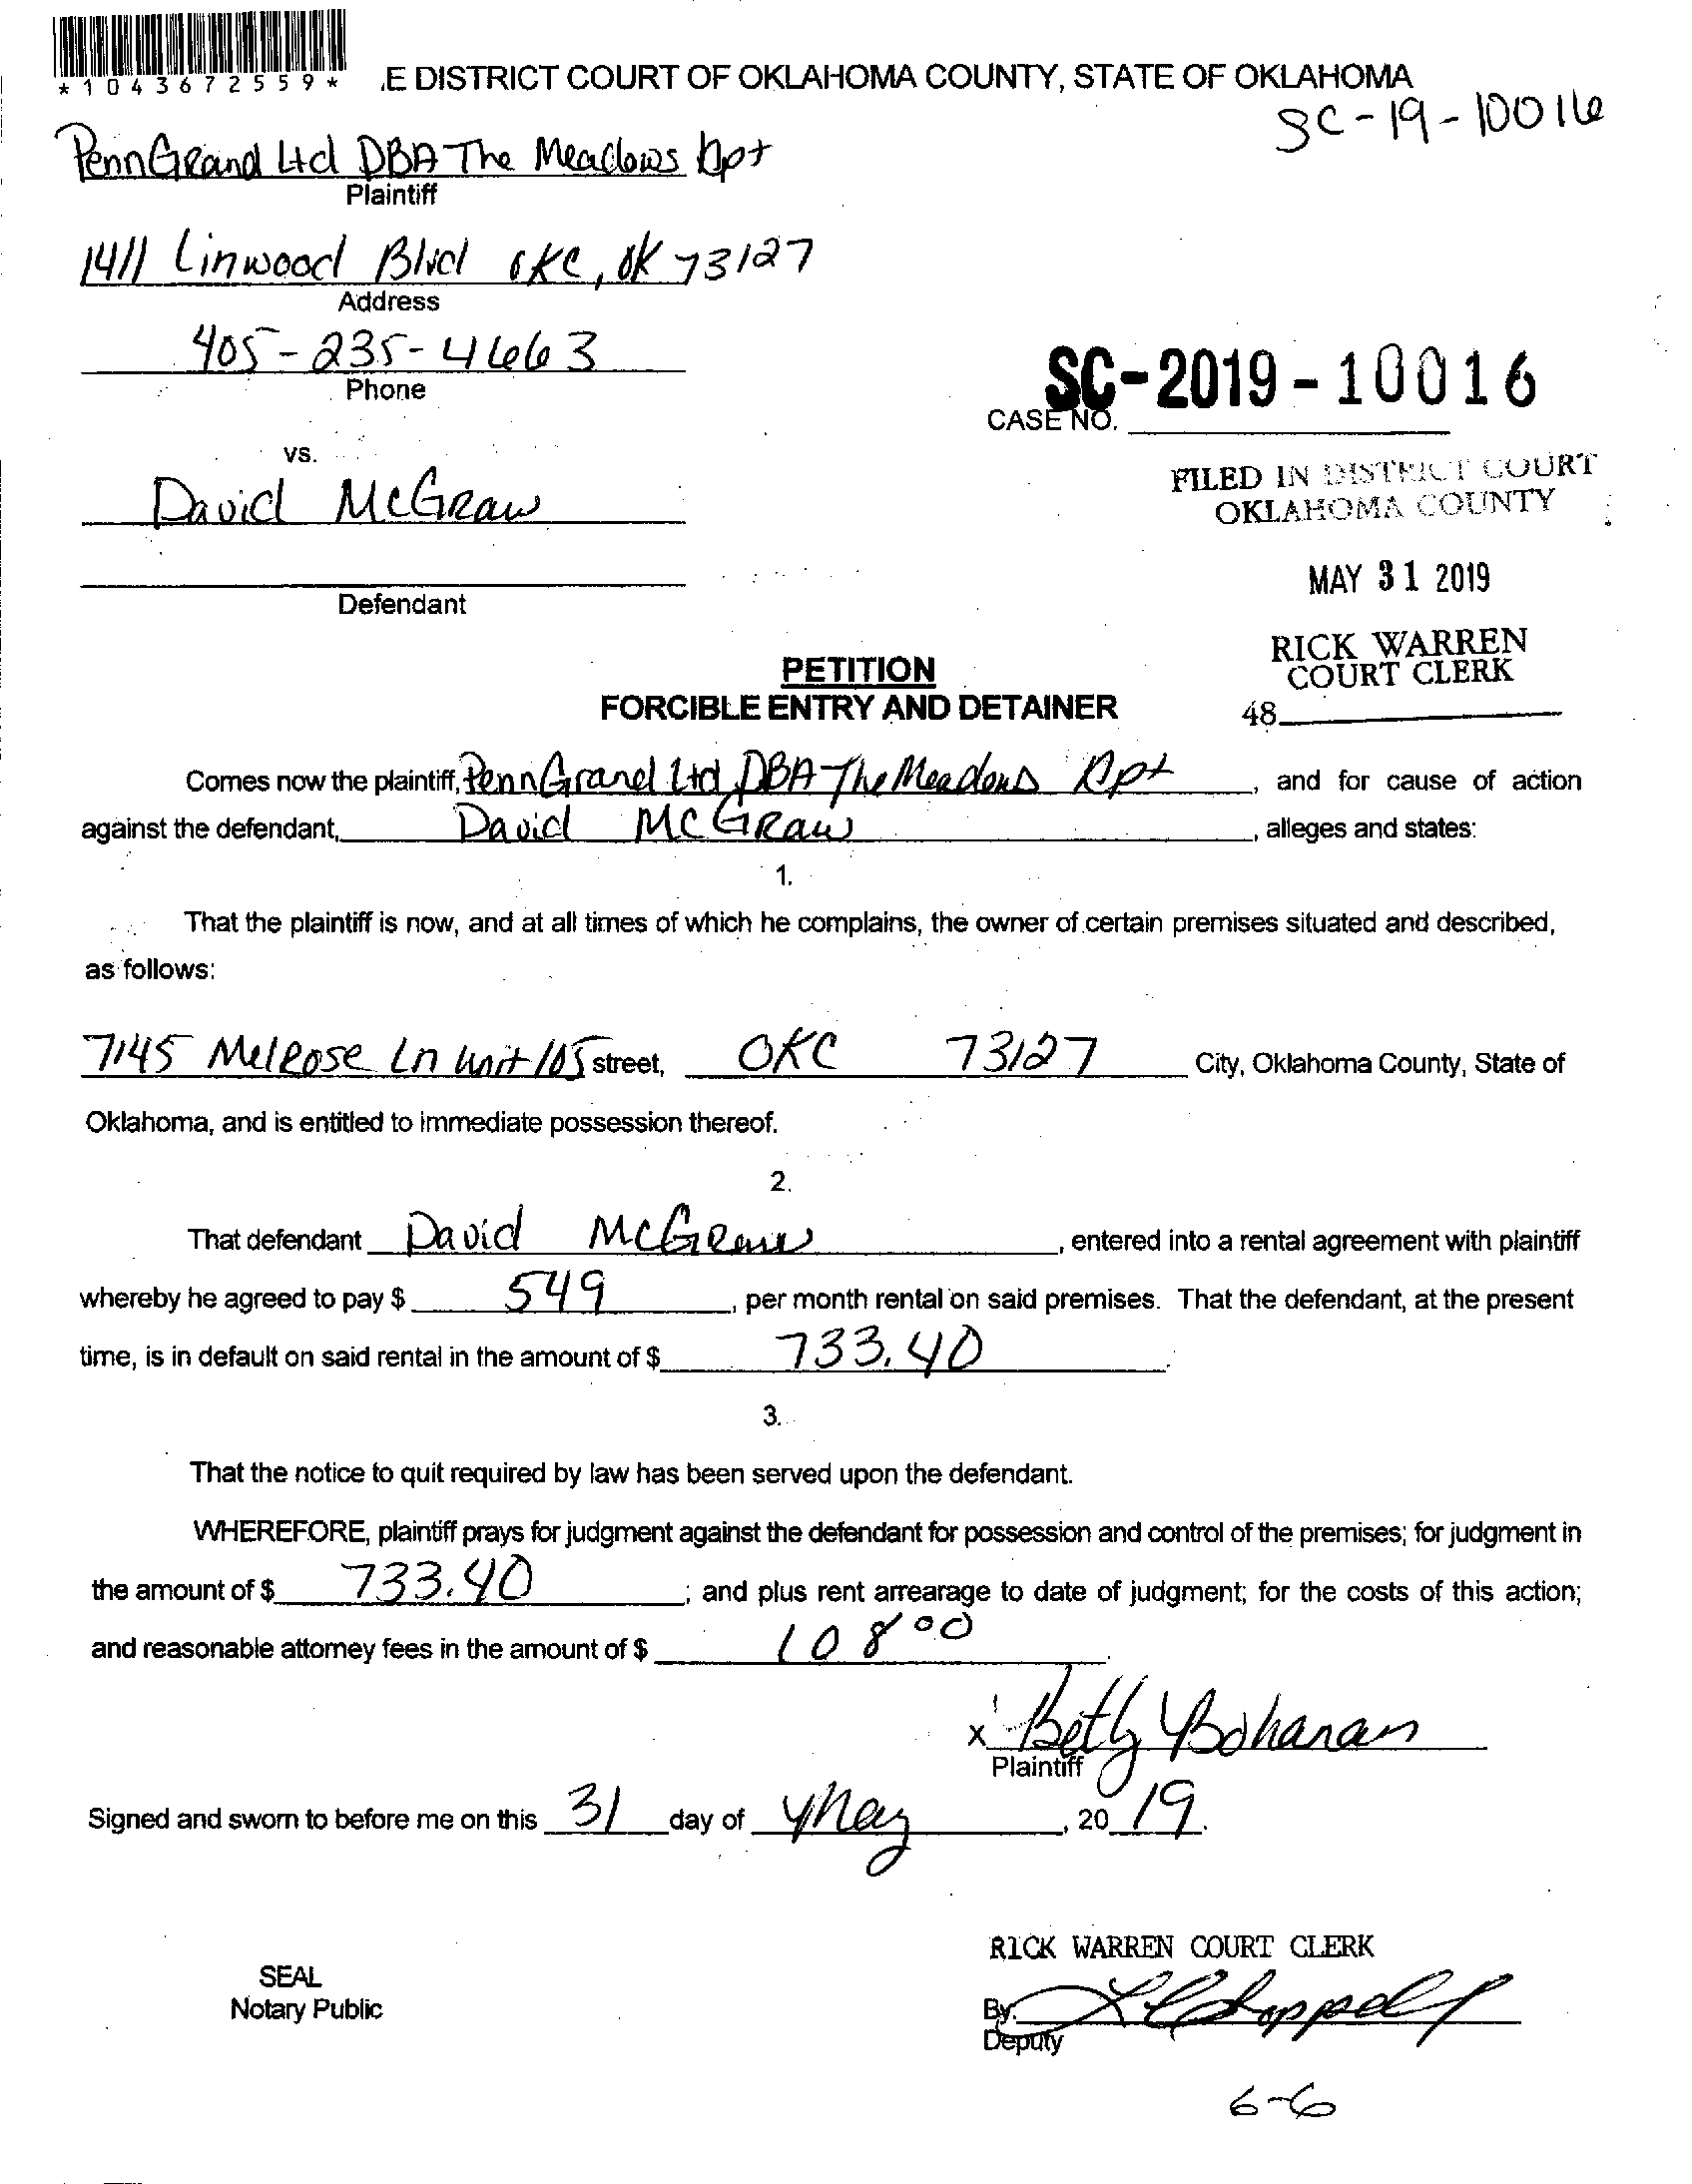 *1043672559*
.E DISTRICT COURT OF OKLAHOMA COUNTY, STATE OF OKLAHOMA
SC-19-10016
PennGrand Ltd DBA The Meadows Apt
Plaintiff
1411 Linwood Blvd OKC, OK 73127
Address
405-235-4663
Phone
SC-2019-10016
CASE NO.
vs.
FILED IN DISTRICT COURT
OKLAHOMA COUNTY
David McGraw
MAY 31 2019
Defendant
RICK WARREN
COURT CLERK
48
PETITION
FORCIBLE ENTRY AND DETAINER
Comes now the plaintiff, PennGrand Ltd DBA The Meadows Apt, and for cause of action
against the defendant, David McGraw, alleges and states:
1.
That the plaintiff is now, and at all times of which he complains, the owner of certain premises situated and described,
as follows:
7145 Melrose Ln unit 105 street, OKC 73127 City, Oklahoma County, State of
Oklahoma, and is entitled to immediate possession thereof.
2.
That defendant David McGraw, entered into a rental agreement with plaintiff
whereby he agreed to pay $ 549, per month rental on said premises. That the defendant, at the present
time, is in default on said rental in the amount of $ 733.40.
3.
That the notice to quit required by law has been served upon the defendant.
WHEREFORE, plaintiff prays for judgment against the defendant for possession and control of the premises; for judgment in
the amount of $ 733.40; and plus rent arrearage to date of judgment; for the costs of this action;
and reasonable attorney fees in the amount of $ 108 00.
x Betty Bohanan
Plaintiff
Signed and sworn to before me on this 31 day of May, 20 19.
RICK WARREN COURT CLERK
SEAL
Notary Public
By.
Deputy
6-6